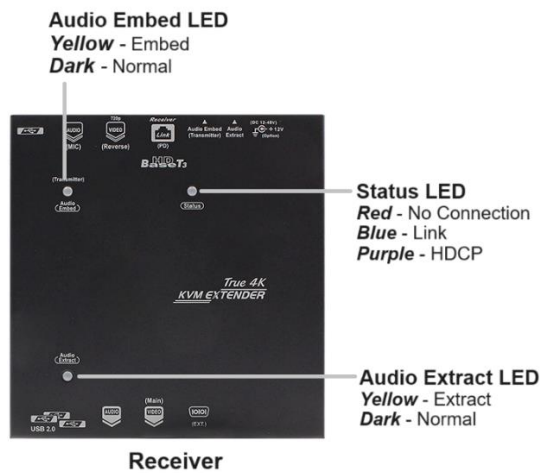 Audio Embed LED
Yellow - Embed
Dark - Normal
Receiver
720p
(DC 12-48V)
AUDIO
VIDEO
Link
Audio Embed
(Transmitter)
Audio
Extract
+ 12V
(Option)
(MIC)
(Reverse)
(PD)
HD
BaseT3
(Transmitter)
Audio
Embed
Status
Status LED
Red - No Connection
Blue - Link
Purple - HDCP
True 4K
KVM EXTENDER
Audio
Extract
Audio Extract LED
Yellow - Extract
Dark - Normal
(Main)
AUDIO
VIDEO
USB 2.0
(EXT.)
Receiver